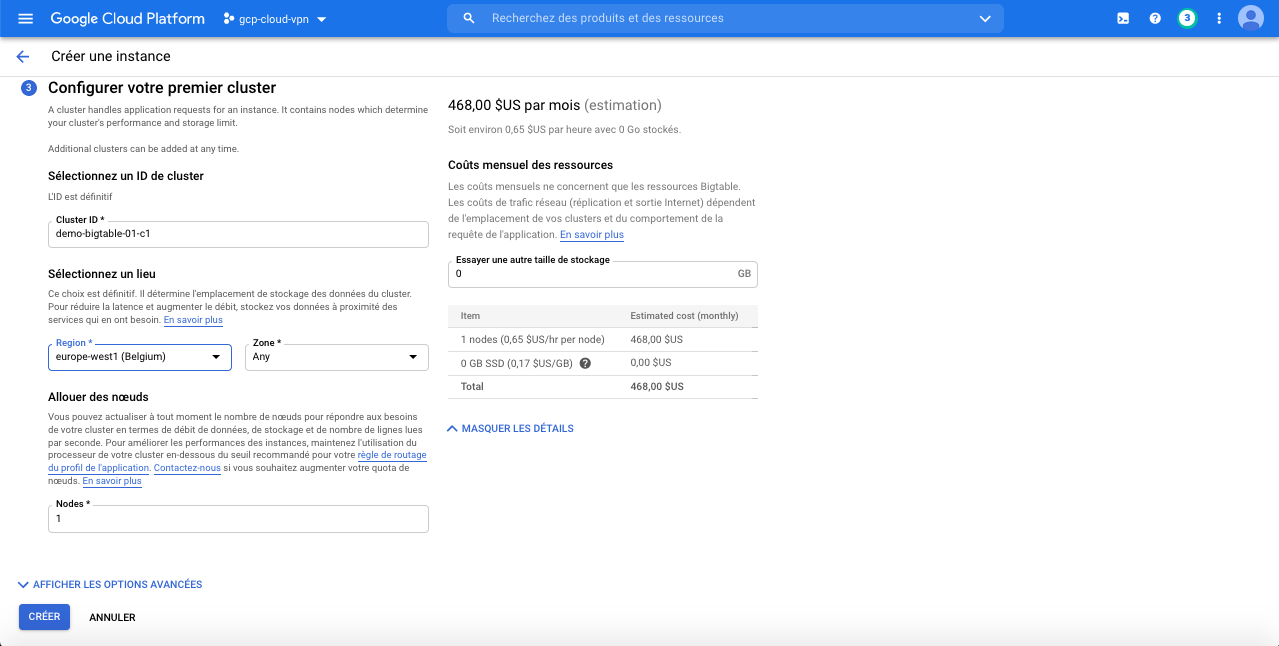 Google Cloud Platform
gcp-cloud-vpn
Recherchez des produits et des ressources
3
Créer une instance
3
Configurer votre premier cluster
A cluster handles application requests for an instance. It contains nodes which determine
your cluster's performance and storage limit.
Additional clusters can be added at any time.
Sélectionnez un ID de cluster
L'ID est définitif
Cluster ID *
demo-bigtable-01-c1
Sélectionnez un lieu
Ce choix est définitif. Il détermine l'emplacement de stockage des données du cluster.
Pour réduire la latence et augmenter le débit, stockez vos données à proximité des
services qui en ont besoin. En savoir plus
Region *
europe-west1 (Belgium)
Zone *
Any
Allouer des nœuds
Vous pouvez actualiser à tout moment le nombre de nœuds pour répondre aux besoins
de votre cluster en termes de débit de données, de stockage et de nombre de lignes lues
par seconde. Pour améliorer les performances des instances, maintenez l'utilisation du
processeur de votre cluster en-dessous du seuil recommandé pour votre règle de routage
du profil de l'application. Contactez-nous si vous souhaitez augmenter votre quota de
nœuds. En savoir plus
Nodes *
1
AFFICHER LES OPTIONS AVANCÉES
CRÉER
ANNULER
468,00 $US par mois (estimation)
Soit environ 0,65 $US par heure avec 0 Go stockés.
Coûts mensuel des ressources
Les coûts mensuels ne concernent que les ressources Bigtable.
Les coûts de trafic réseau (réplication et sortie Internet) dépendent
de l'emplacement de vos clusters et du comportement de la
requête de l'application. En savoir plus
Essayer une autre taille de stockage
0 GB
Item Estimated cost (monthly)
1 nodes (0,65 $US/hr per node) 468,00 $US
0 GB SSD (0,17 $US/GB) 0,00 $US
Total 468,00 $US
MASQUER LES DÉTAILS